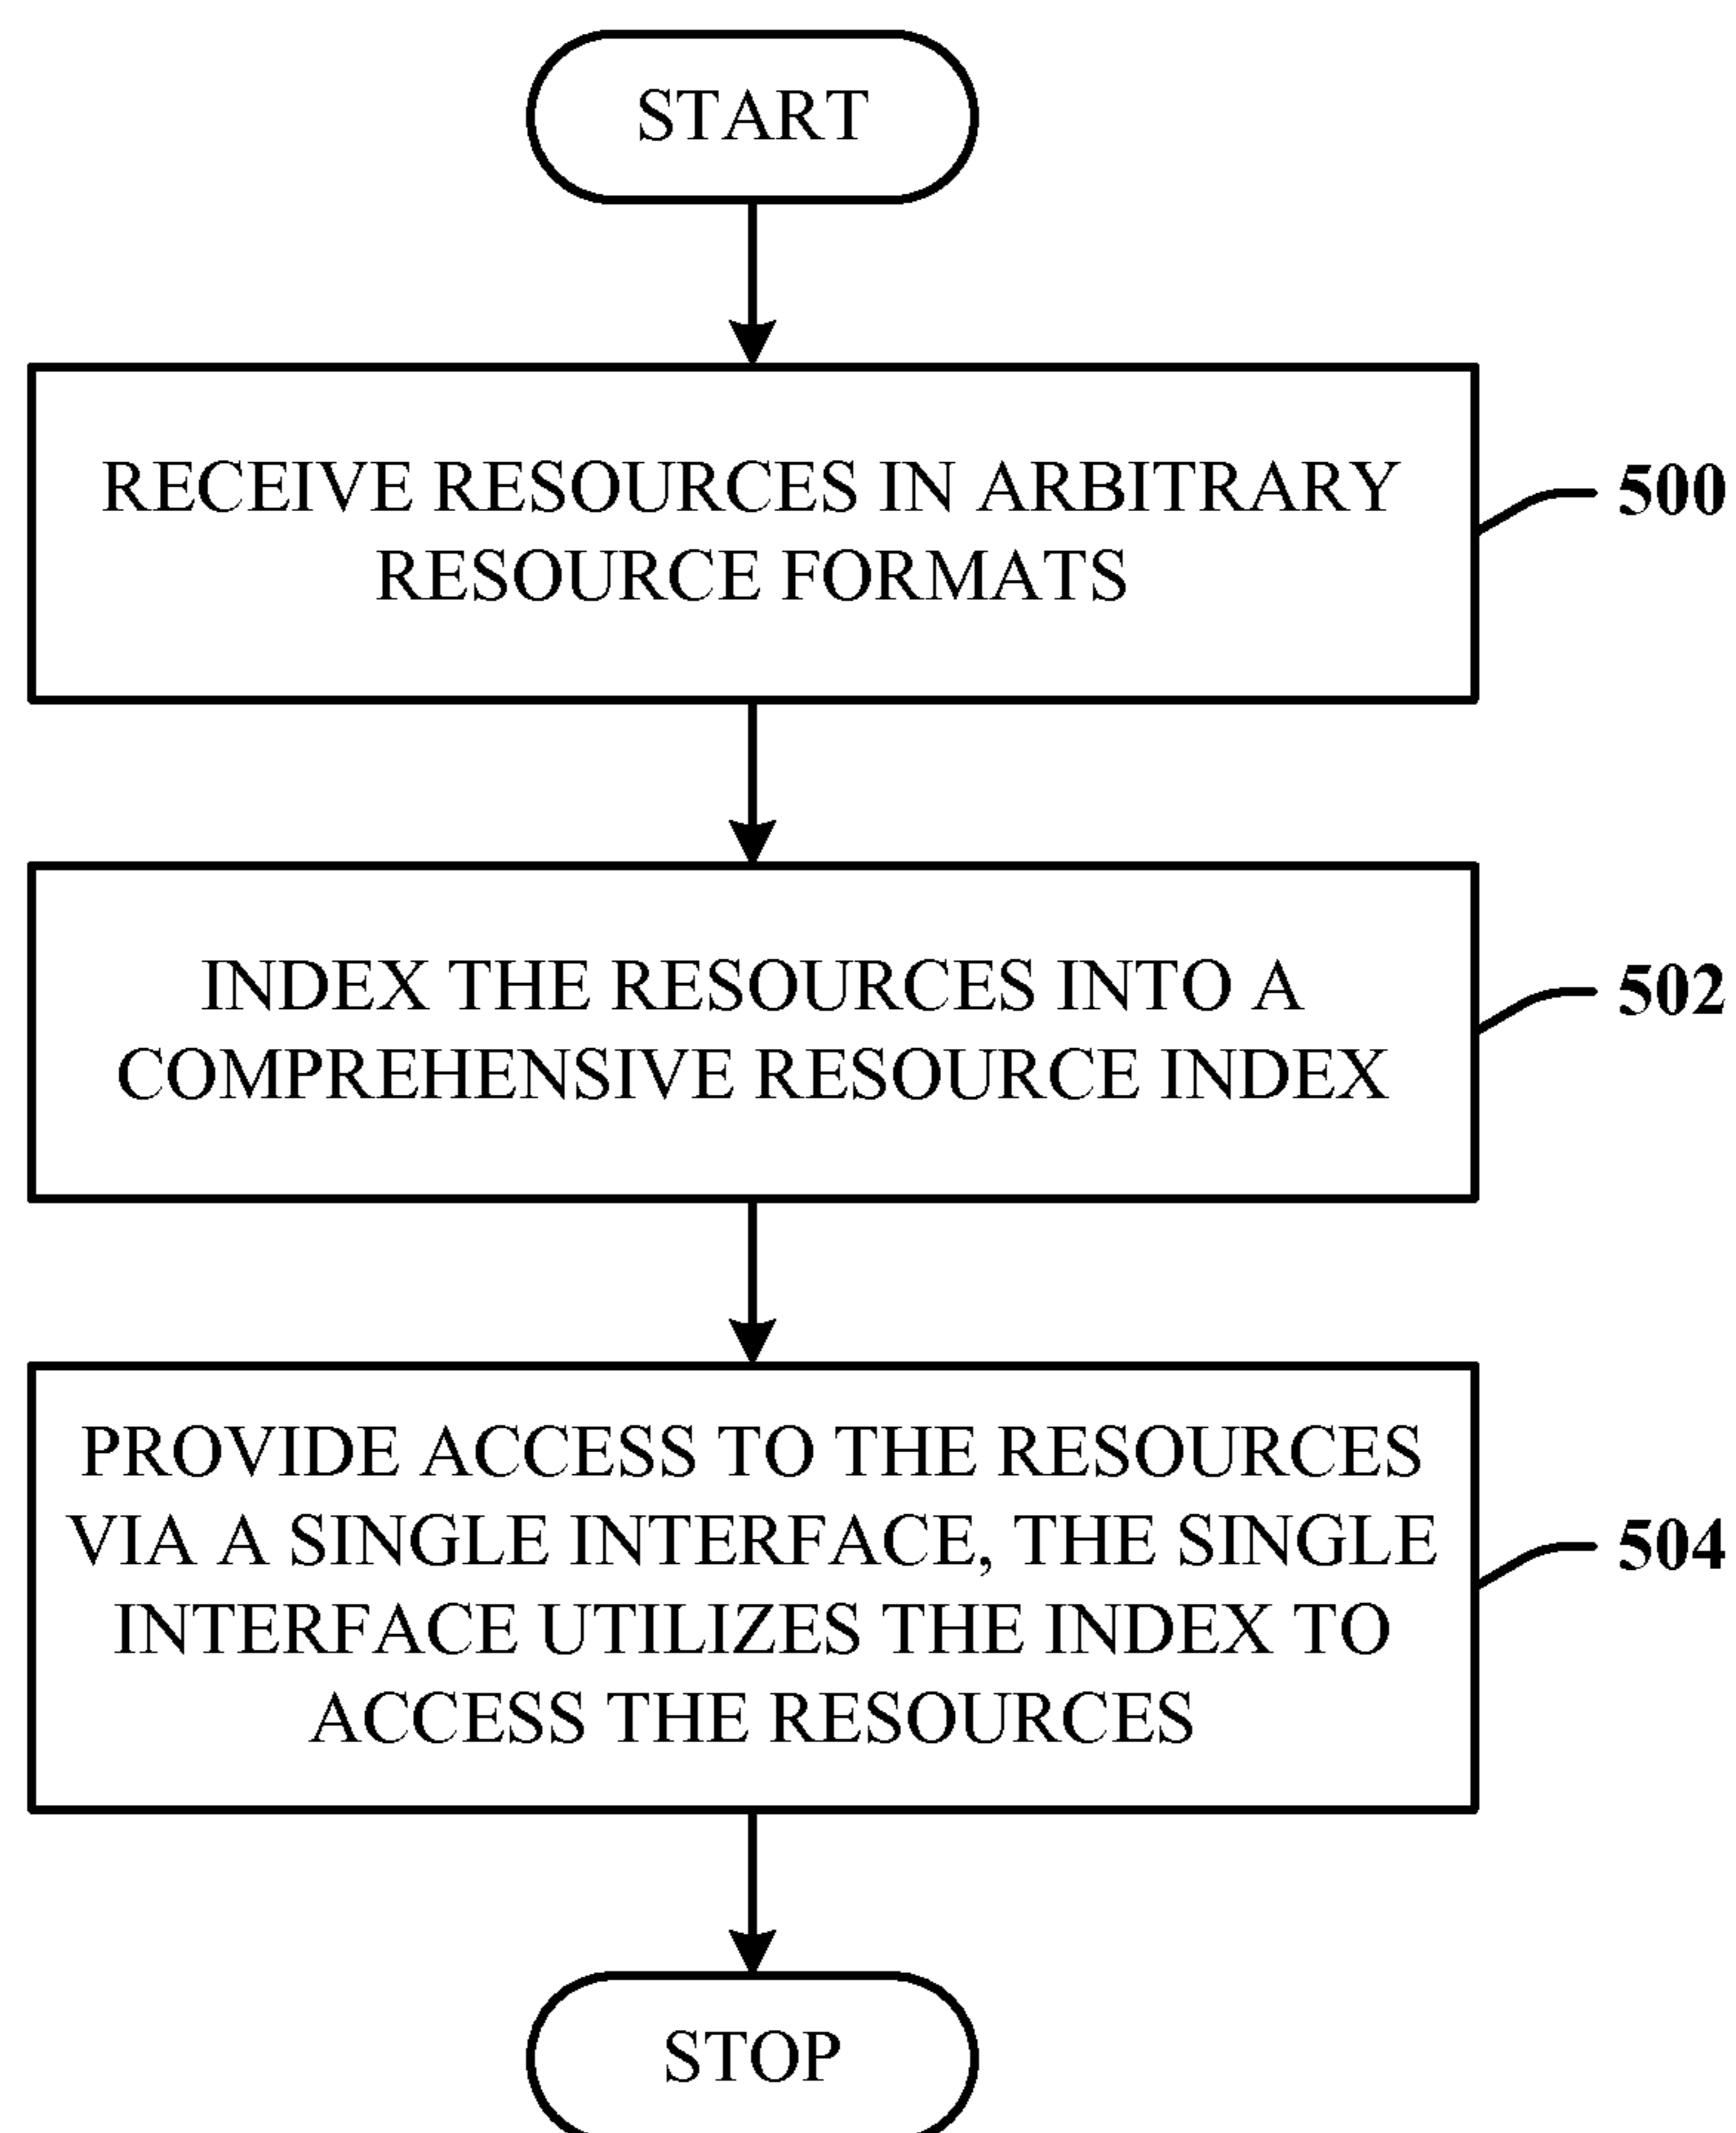 START
RECEIVE RESOURCES IN ARBITRARY
RESOURCE FORMATS
500
INDEX THE RESOURCES INTO A
COMPREHENSIVE RESOURCE INDEX
502
PROVIDE ACCESS TO THE RESOURCES
VIA A SINGLE INTERFACE, THE SINGLE
INTERFACE UTILIZES THE INDEX TO
ACCESS THE RESOURCES
504
STOP